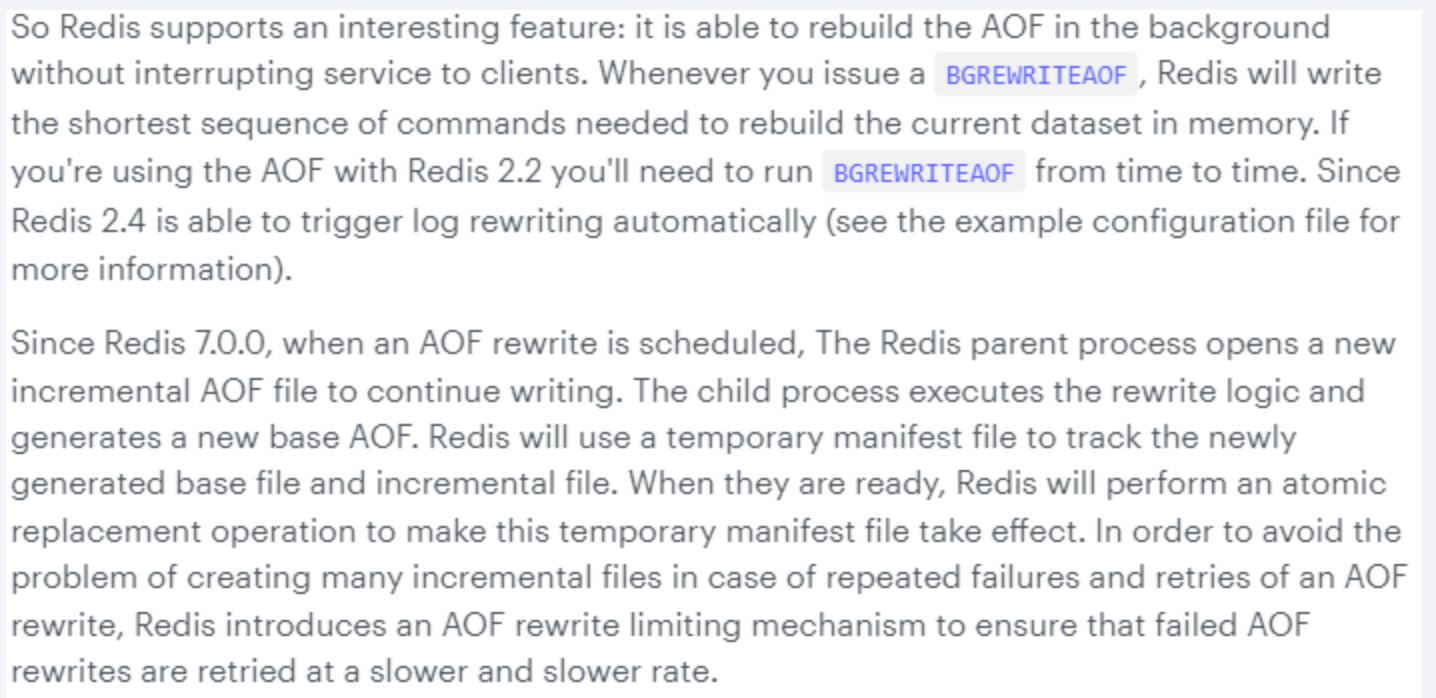 So Redis supports an interesting feature: it is able to rebuild the AOF in the background
without interrupting service to clients. Whenever you issue a BGREWRITEAOF, Redis will write
the shortest sequence of commands needed to rebuild the current dataset in memory. If
you're using the AOF with Redis 2.2 you'll need to run BGREWRITEAOF from time to time. Since
Redis 2.4 is able to trigger log rewriting automatically (see the example configuration file for
more information).
Since Redis 7.0.0, when an AOF rewrite is scheduled, The Redis parent process opens a new
incremental AOF file to continue writing. The child process executes the rewrite logic and
generates a new base AOF. Redis will use a temporary manifest file to track the newly
generated base file and incremental file. When they are ready, Redis will perform an atomic
replacement operation to make this temporary manifest file take effect. In order to avoid the
problem of creating many incremental files in case of repeated failures and retries of an AOF
rewrite, Redis introduces an AOF rewrite limiting mechanism to ensure that failed AOF
rewrites are retried at a slower and slower rate.